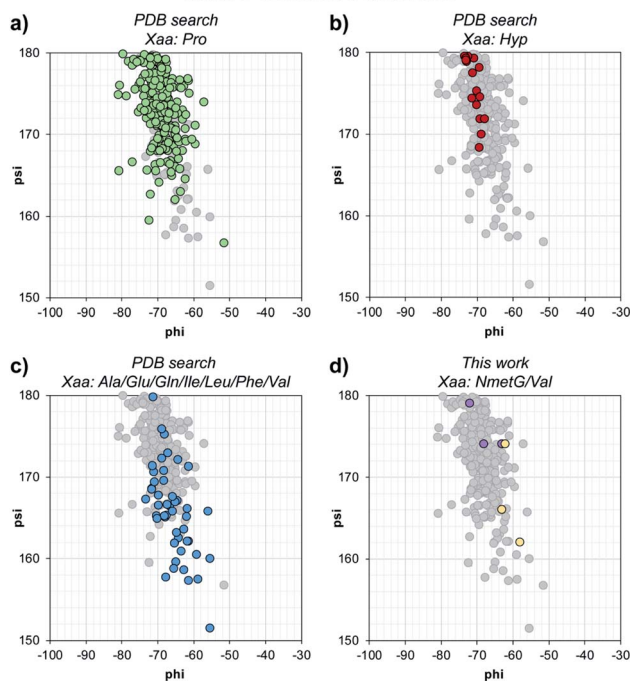 a)
PDB search
Xaa: Pro
180
170
160
150
psi
-100 -90 -80 -70 -60 -50 -40 -30
phi
b)
PDB search
Xaa: Hyp
180
170
160
150
psi
-100 -90 -80 -70 -60 -50 -40 -30
phi
c)
PDB search
Xaa: Ala/Glu/Gln/Ile/Leu/Phe/Val
180
170
160
150
psi
-100 -90 -80 -70 -60 -50 -40 -30
phi
d)
This work
Xaa: NmetG/Val
180
170
160
150
psi
-100 -90 -80 -70 -60 -50 -40 -30
phi